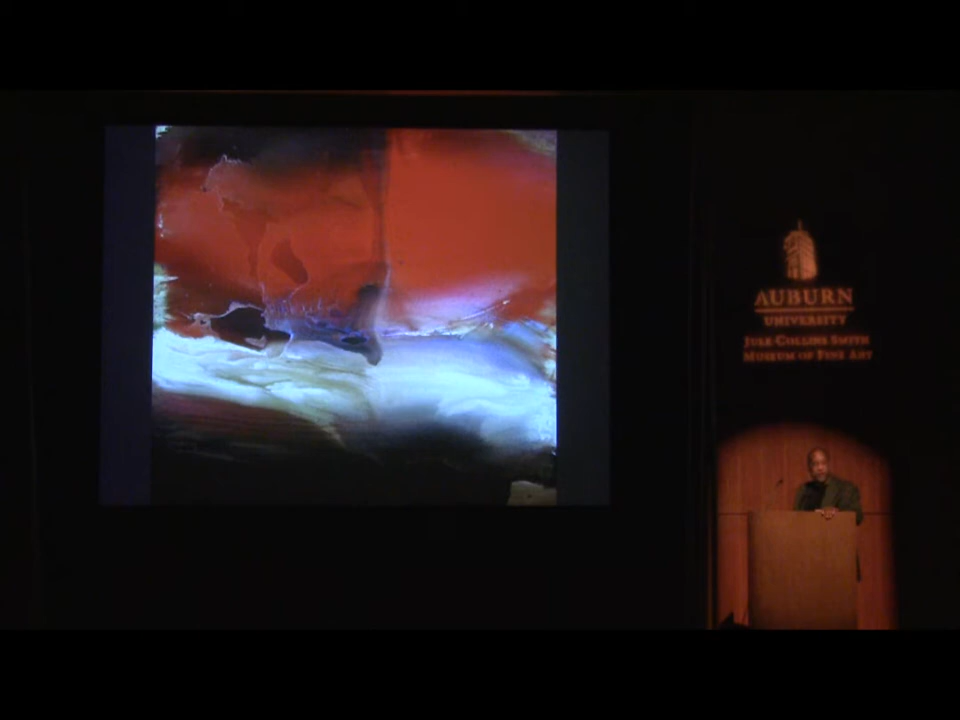 AUBURN
UNIVERSITY
JULE COLLINS SMITH
MUSEUM OF FINE ART